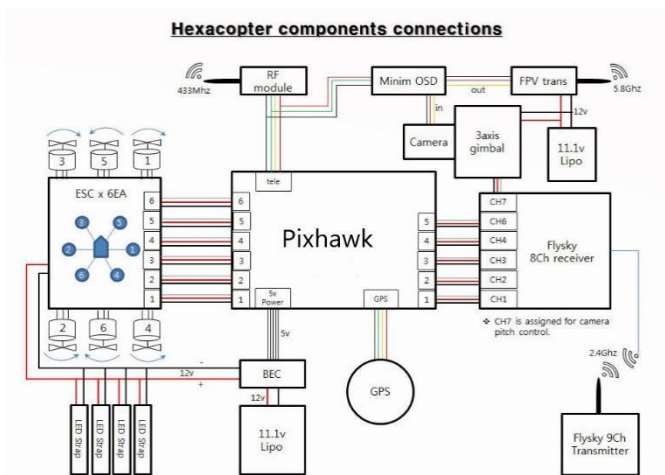 Hexacopter components connections
433Mhz
RF
module
Minim OSD
out
FPV trans
5.8Ghz
in
12v
Camera
3axis
gimbal
11.1v
Lipo
3
5
1
ESC x 6EA
3
5
2
1
6
4
6
5
4
3
2
1
tele
6
5
4
3
2
1
Pixhawk
5v
Power
GPS
5
4
3
2
1
CH7
CH6
CH4
CH3
CH2
CH1
Flysky
8Ch receiver
❖ CH7 is assigned for camera
pitch control.
2
6
4
-
12v
+
5v
BEC
12v
11.1v
Lipo
GPS
2.4Ghz
Flysky 9Ch
Transmitter
LED Strap
LED Strap
LED Strap
LED Strap